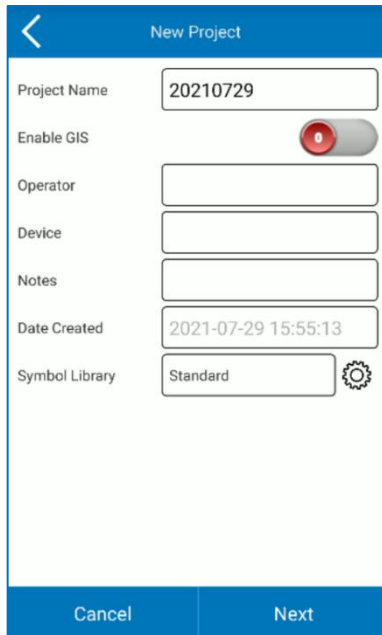 New Project
Project Name 20210729
Enable GIS 0
Operator
Device
Notes
Date Created 2021-07-29 15:55:13
Symbol Library Standard
Cancel Next